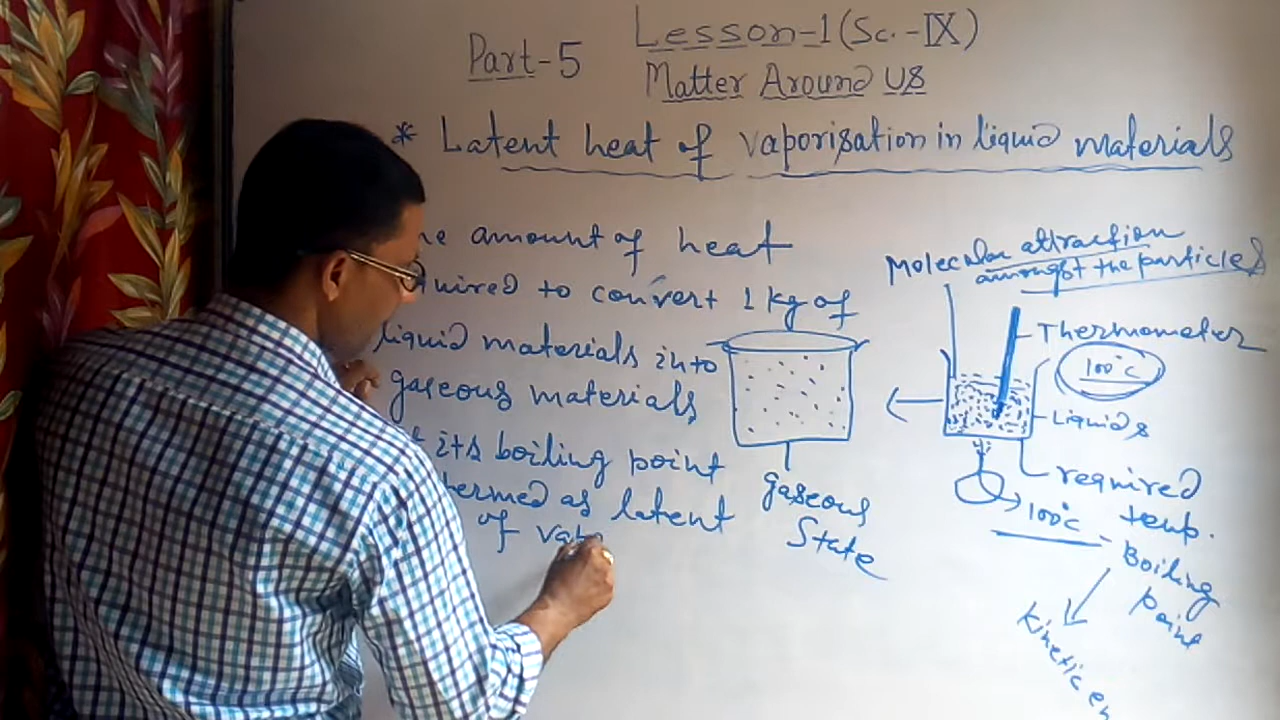 Part-5
Lesson-1 (Sc.-IX)
Matter Around US
* Latent heat of vaporisation in liquid materials
amount of heat
to convert 1 kg of
liquid materials into
gaseous materials
its boiling point
termed as latent
of
gaseous
State
Molecular attraction
amongst the particles
Thermometer
100°C
Liquids
required
temp.
100°C - Boiling
point
Kinetic en